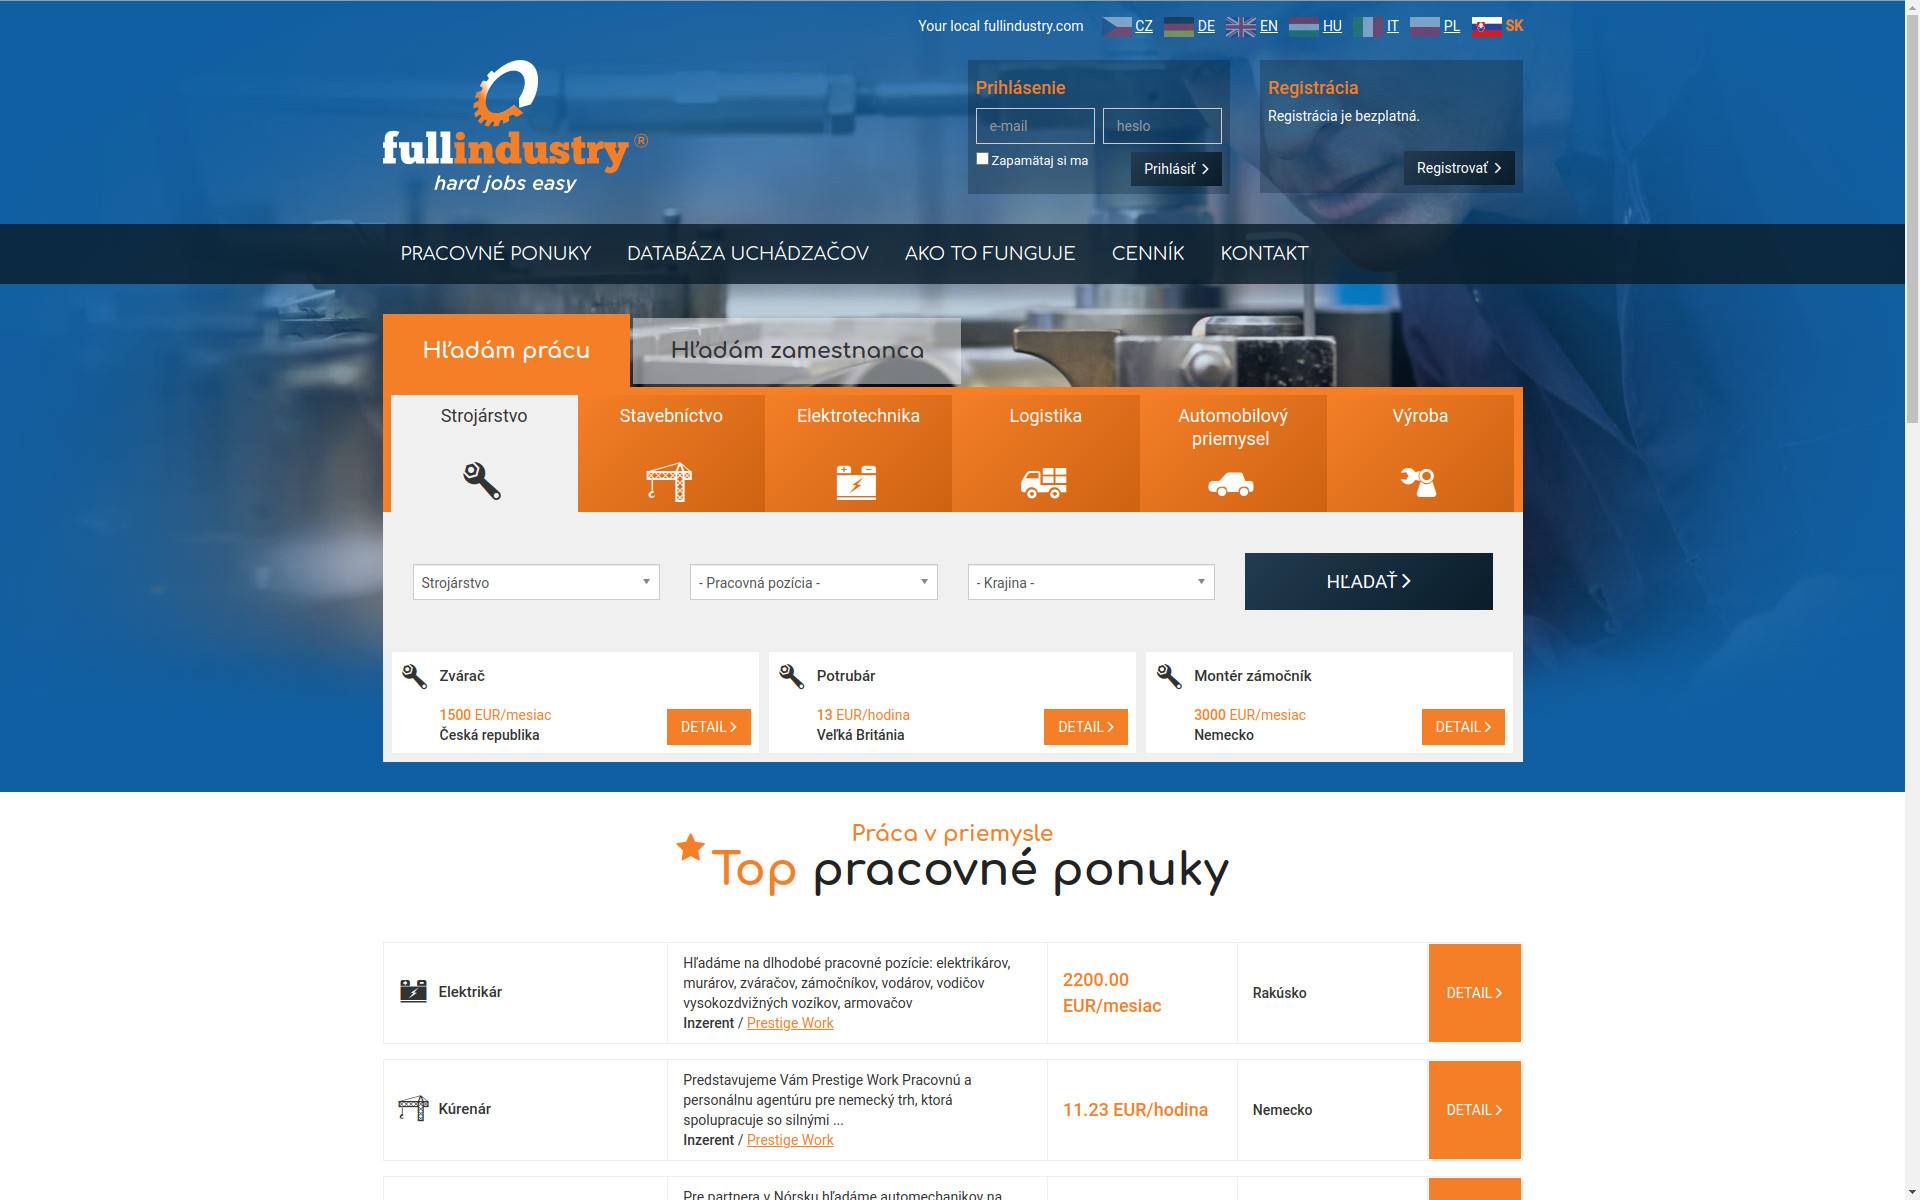 Your local fullindustry.com CZ DE EN HU IT PL SK
fullindustry ®
hard jobs easy
Prihlásenie
e-mail heslo
Zapamätaj si ma
Prihlásiť
Registrácia
Registrácia je bezplatná.
Registrovať
PRACOVNÉ PONUKY DATABÁZA UCHÁDZAČOV AKO TO FUNGUJE CENNÍK KONTAKT
Hľadám prácu Hľadám zamestnanca
Strojárstvo Stavebníctvo Elektrotechnika Logistika Automobilový priemysel Výroba
Strojárstvo - Pracovná pozícia - - Krajina - HĽADAŤ
Zvárač
1500 EUR/mesiac
Česká republika
DETAIL
Potrubár
13 EUR/hodina
Veľká Británia
DETAIL
Montér zámočník
3000 EUR/mesiac
Nemecko
DETAIL
Práca v priemysle
Top pracovné ponuky
Elektrikár
Hľadáme na dlhodobé pracovné pozície: elektrikárov,
murárov, zváračov, zámočníkov, vodárov, vodičov
vysokozdvižných vozíkov, armovačov
Inzerent / Prestige Work
2200.00
EUR/mesiac
Rakúsko
DETAIL
Kúrenár
Predstavujeme Vám Prestige Work Pracovnú a
personálnu agentúru pre nemecký trh, ktorá
spolupracuje so silnými ...
Inzerent / Prestige Work
11.23 EUR/hodina
Nemecko
DETAIL
Pre partnera v Nórsku hľadáme automechanikov na